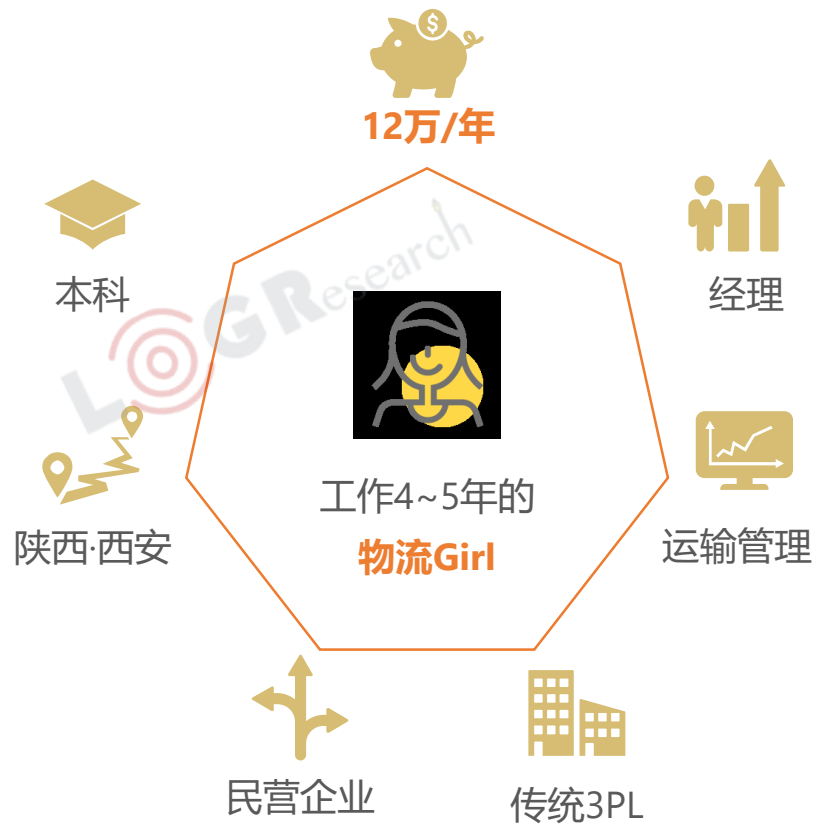 12万/年
本科
经理
LOGResearch
工作4~5年的
物流Girl
陕西·西安
运输管理
民营企业
传统3PL